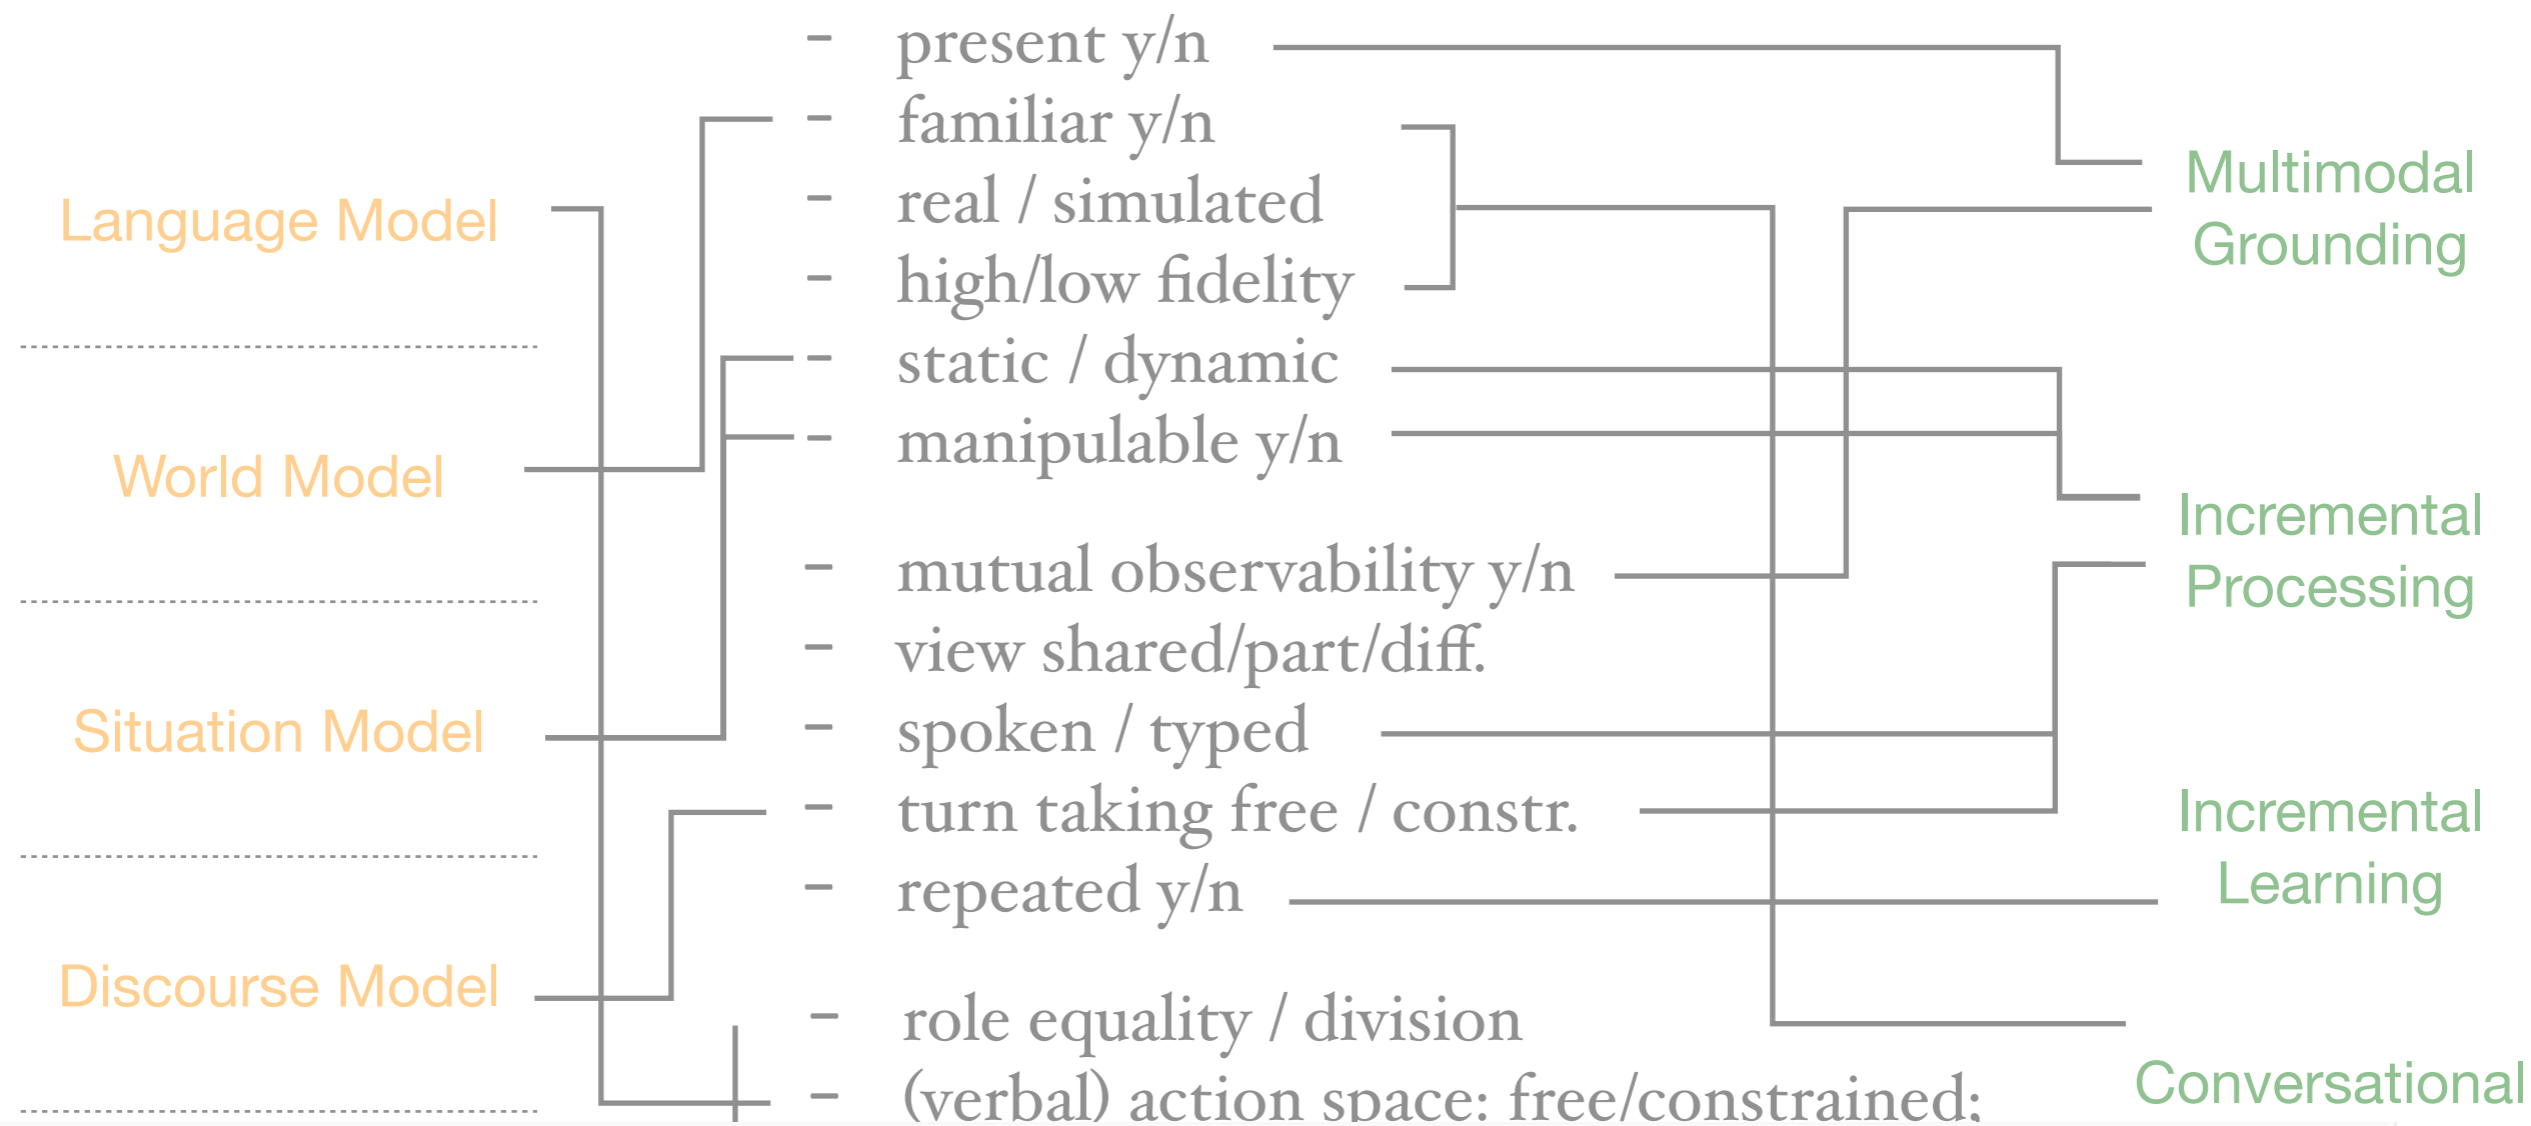 Language Model
World Model
Situation Model
Discourse Model
- present y/n
- familiar y/n
- real / simulated
- high/low fidelity
- static / dynamic
- manipulable y/n
- mutual observability y/n
- view shared/part/diff.
- spoken / typed
- turn taking free / constr.
- repeated y/n
- role equality / division
- (verbal) action space: free/constrained;
Multimodal
Grounding
Incremental
Processing
Incremental
Learning
Conversational